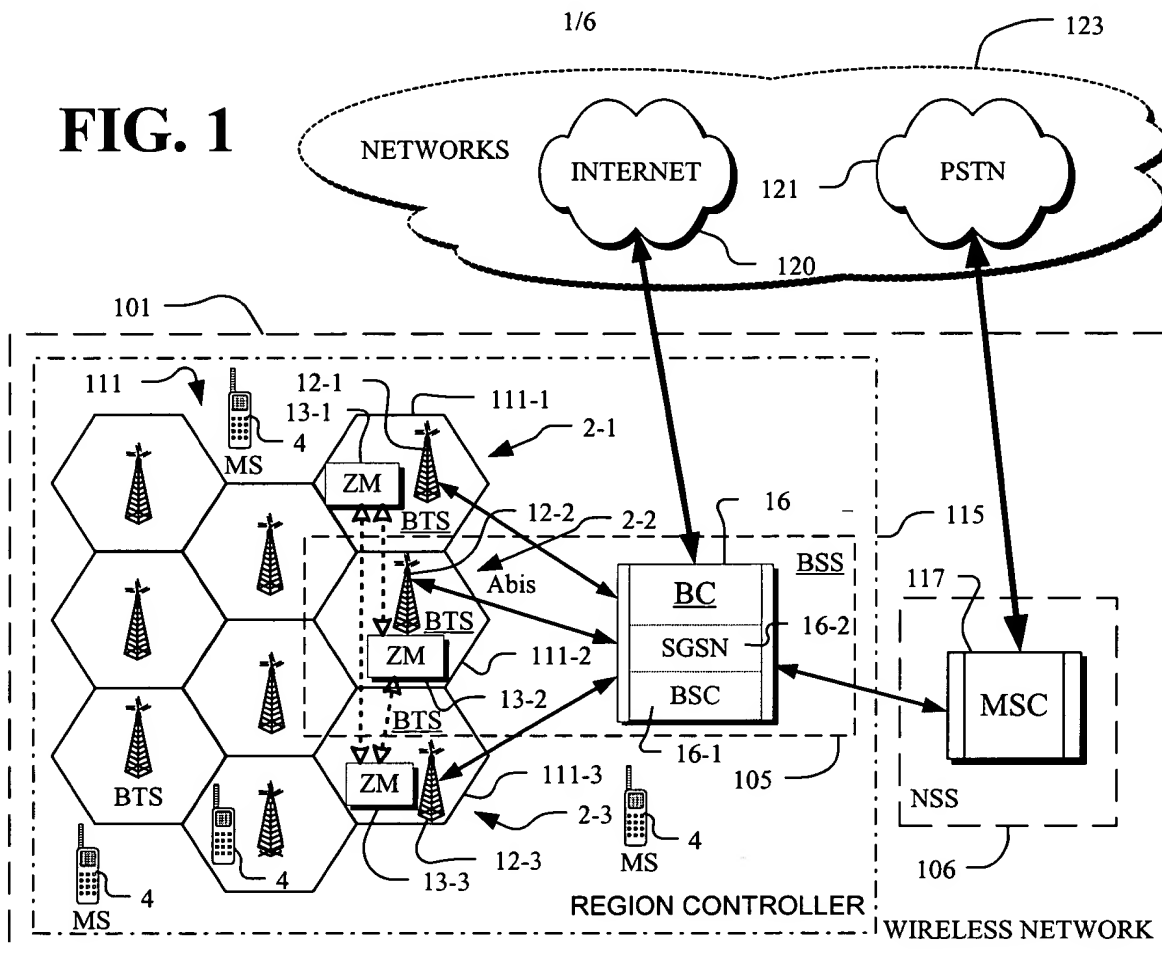 1/6
123
FIG. 1
NETWORKS
INTERNET
121
PSTN
120
101
111
12-1
13-1
111-1
4
MS
2-1
ZM
BTS
12-2
2-2
16
115
Abis
BSS
BC
117
BTS
SGSN
16-2
ZM
111-2
BSC
MSC
13-2
BTS
16-1
ZM
111-3
105
NSS
BTS
2-3
4
4
12-3
MS
106
4
13-3
MS
REGION CONTROLLER
WIRELESS NETWORK